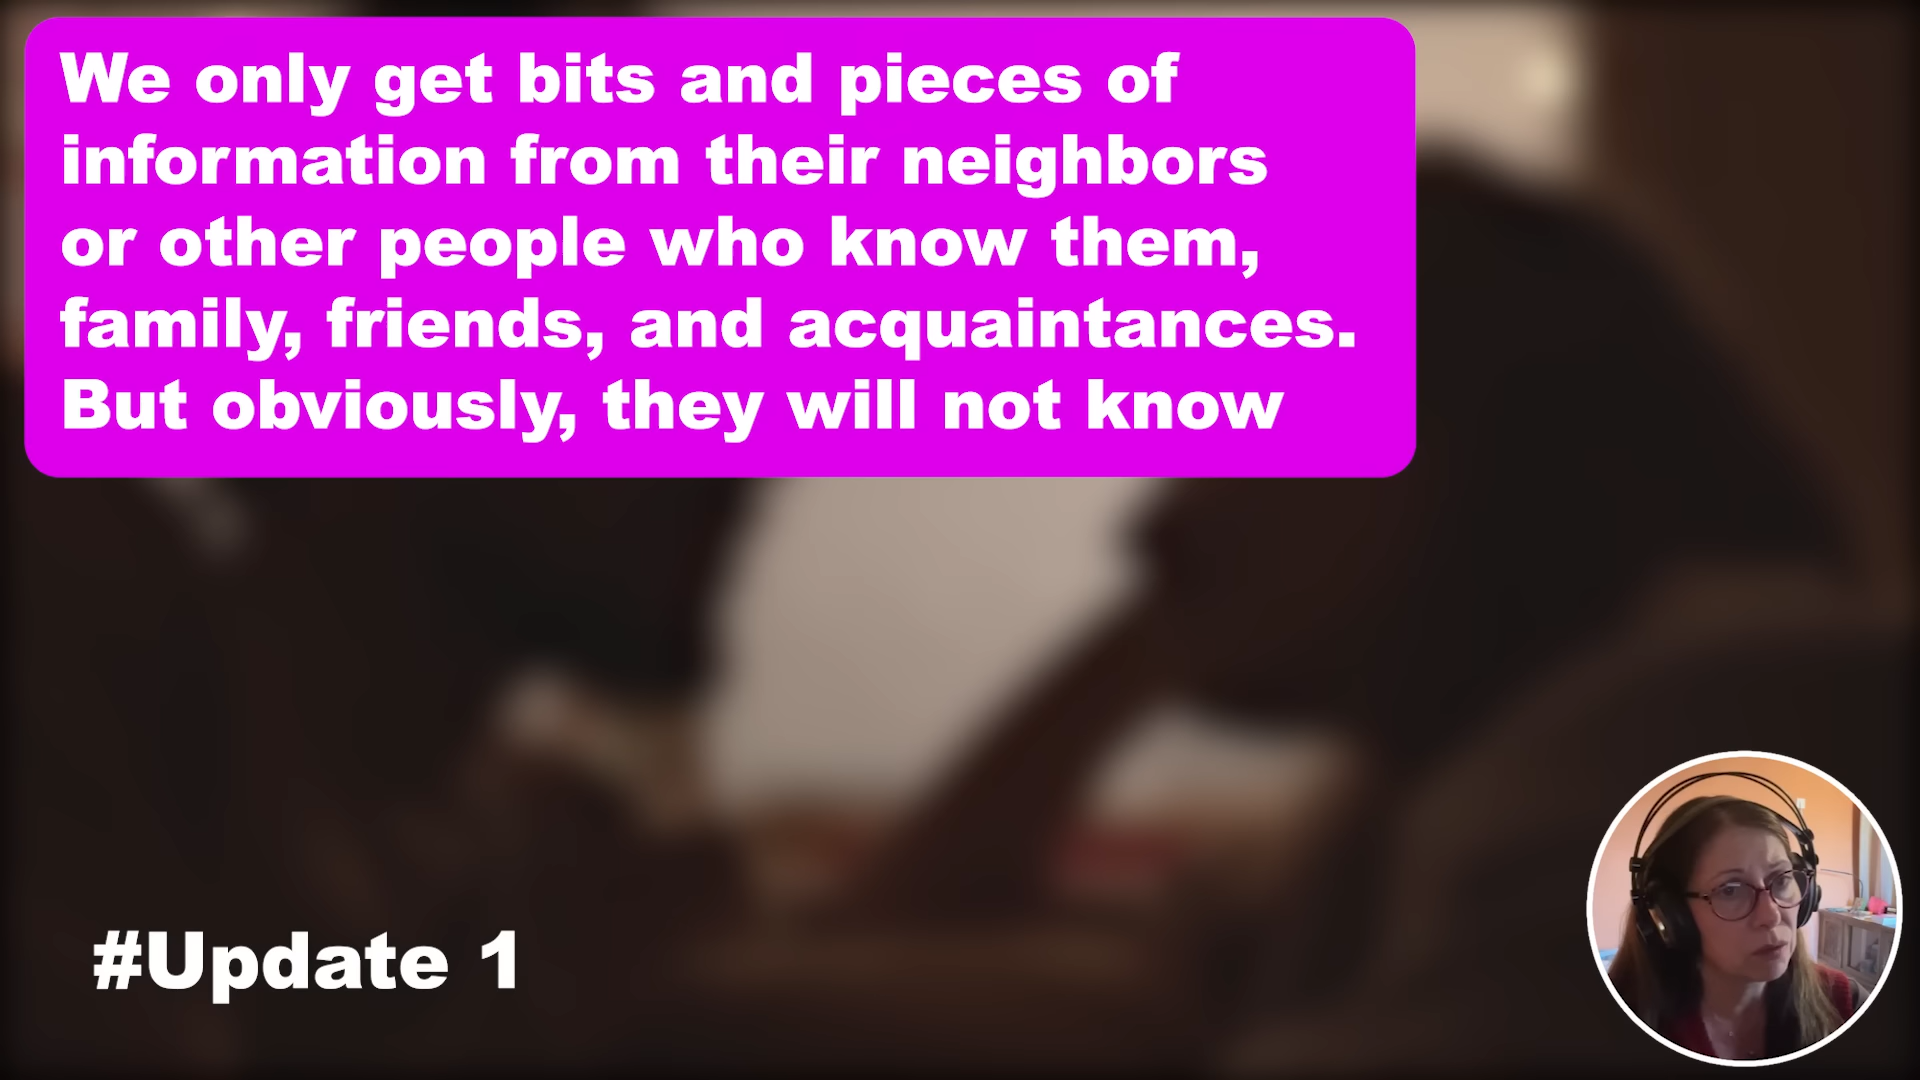 We only get bits and pieces of
information from their neighbors
or other people who know them,
family, friends, and acquaintances.
But obviously, they will not know
#Update 1